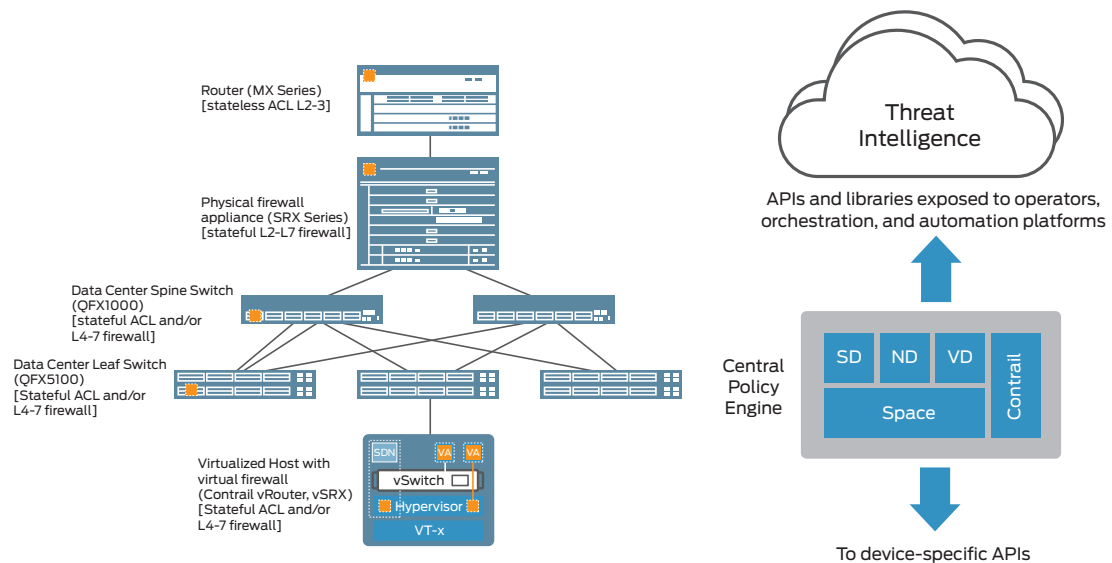 Router (MX Series)
[stateless ACL L2-3]
Physical firewall
appliance (SRX Series)
[stateful L2-L7 firewall]
Data Center Spine Switch
(QFX1000)
[stateful ACL and/or
L4-7 firewall]
Data Center Leaf Switch
(QFX5100)
[Stateful ACL and/or
L4-7 firewall]
Virtualized Host with
virtual firewall
(Contrail vRouter, vSRX)
[Stateful ACL and/or
L4-7 firewall]
SDN
VA
VA
vSwitch
Hypervisor
VT-x
Threat
Intelligence
APIs and libraries exposed to operators,
orchestration, and automation platforms
Central
Policy
Engine
SD
ND
VD
Space
Contrail
To device-specific APIs